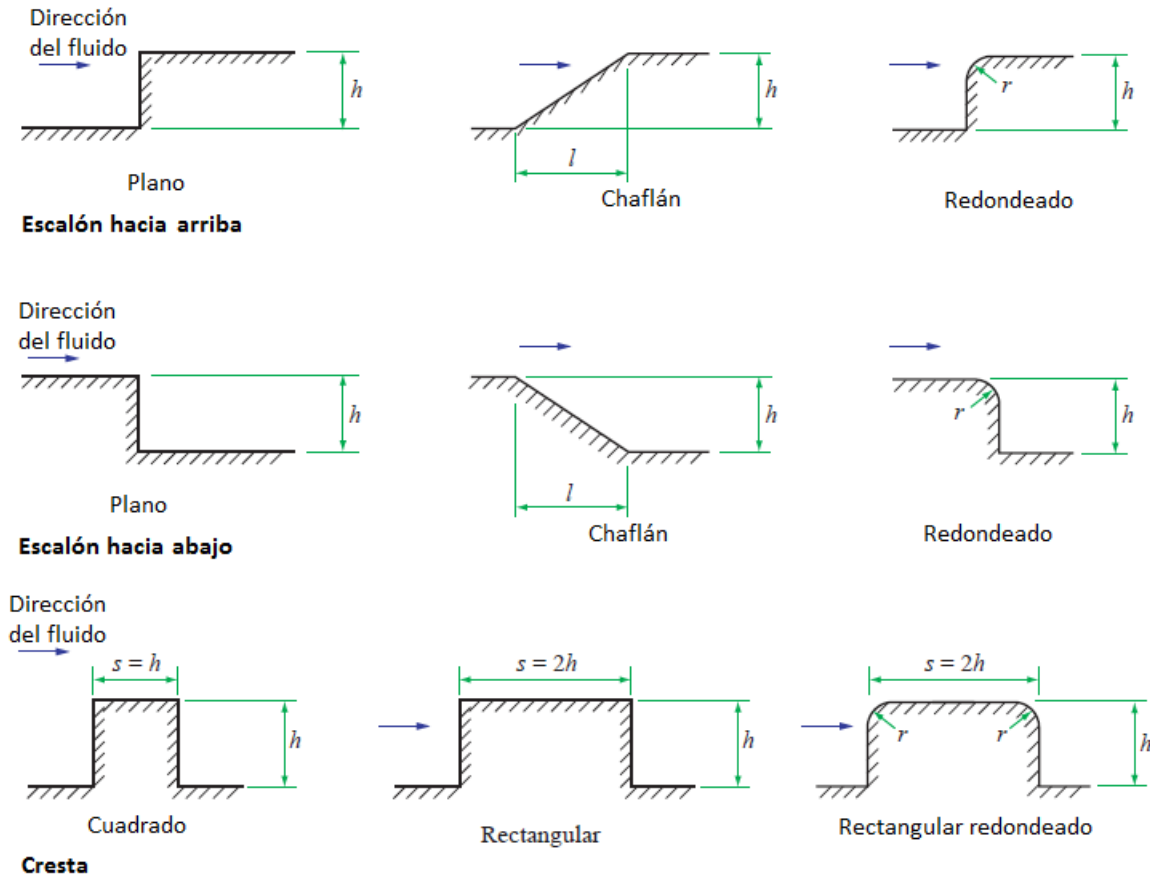 Dirección
del fluido
h
l
h
r
h
Plano
Chaflán
Redondeado
Escalón hacia arriba
Dirección
del fluido
h
l
h
r
h
Plano
Chaflán
Redondeado
Escalón hacia abajo
Dirección
del fluido
s = h
s = 2h
s = 2h
h
h
r
r
h
Cuadrado
Rectangular
Rectangular redondeado
Cresta